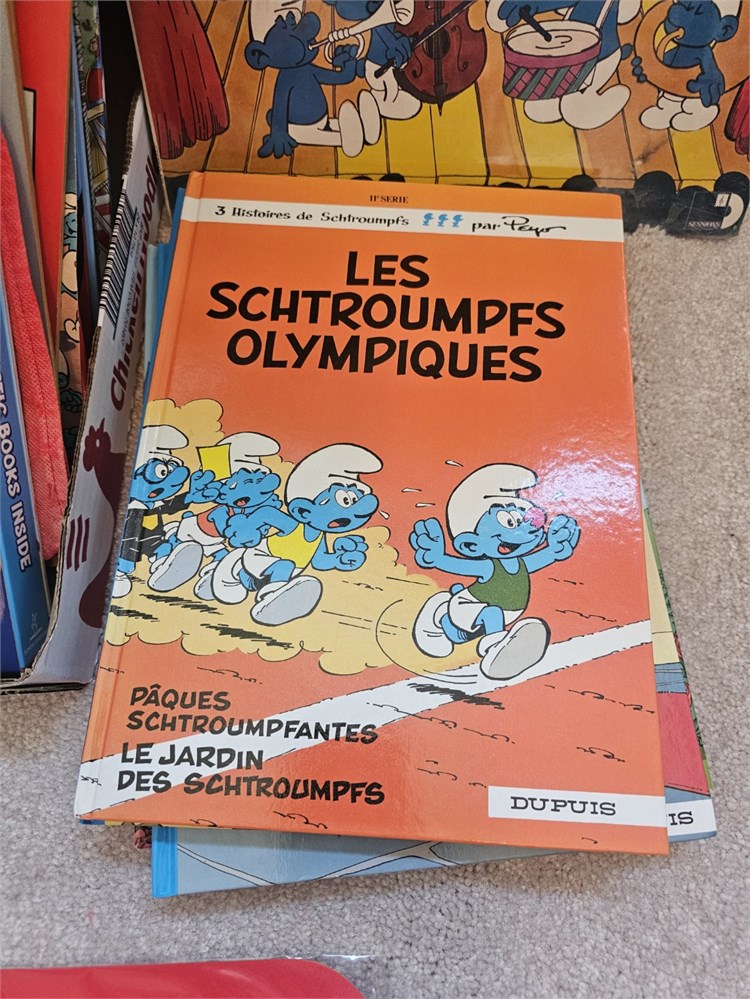 11e SERIE
3 Histoires de Schtroumpfs par Peyo
LES
SCHTROUMPFS
OLYMPIQUES
PÂQUES
SCHTROUMPFANTES
LE JARDIN
DES SCHTROUMPFS
DUPUIS
IS
BOOKS INSIDE
SESSIONS